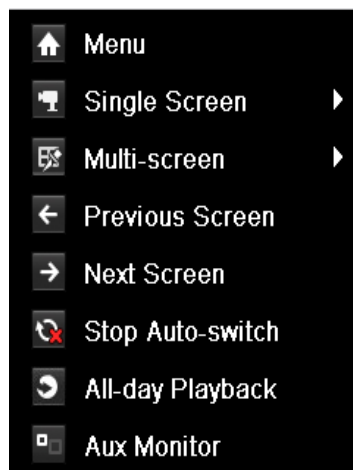 Menu
Single Screen
Multi-screen
Previous Screen
Next Screen
Stop Auto-switch
All-day Playback
Aux Monitor